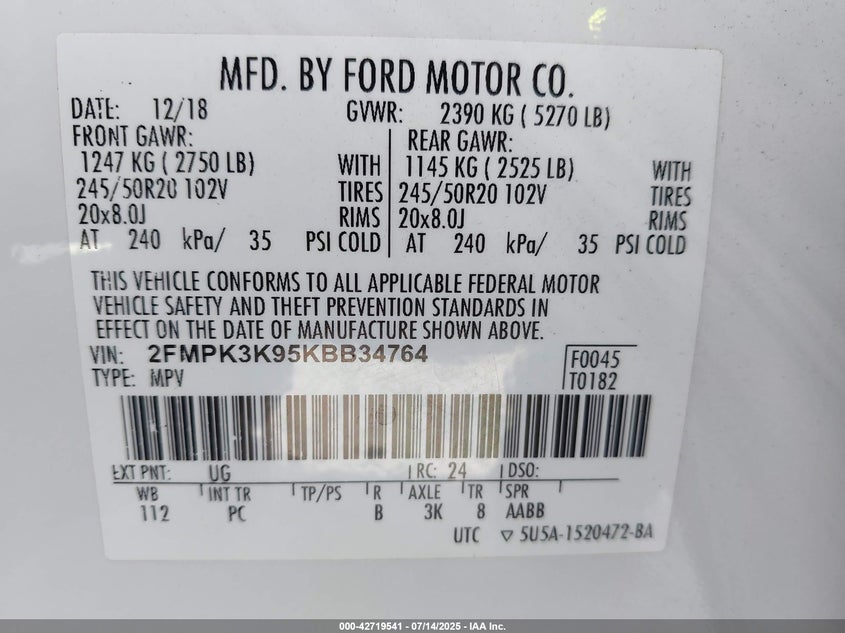 MFD. BY FORD MOTOR CO.
DATE: 12/18 GVWR: 2390 KG ( 5270 LB)
FRONT GAWR: REAR GAWR:
1247 KG ( 2750 LB) WITH 1145 KG ( 2525 LB) WITH
245/50R20 102V TIRES 245/50R20 102V TIRES
20x8.0J RIMS 20x8.0J RIMS
AT 240 kPa/ 35 PSI COLD AT 240 kPa/ 35 PSI COLD
THIS VEHICLE CONFORMS TO ALL APPLICABLE FEDERAL MOTOR
VEHICLE SAFETY AND THEFT PREVENTION STANDARDS IN
EFFECT ON THE DATE OF MANUFACTURE SHOWN ABOVE.
VIN: 2FMPK3K95KBB34764 F0045
TYPE: MPV T0182
EXT PNT: UG RC: 24 DSO:
WB INT TR TP/PS R AXLE TR SPR
112 PC B 3K 8 AABB
UTC ▽ 5U5A-1520472-BA
000-42719541 / 07/14/2025 - IAA Inc.